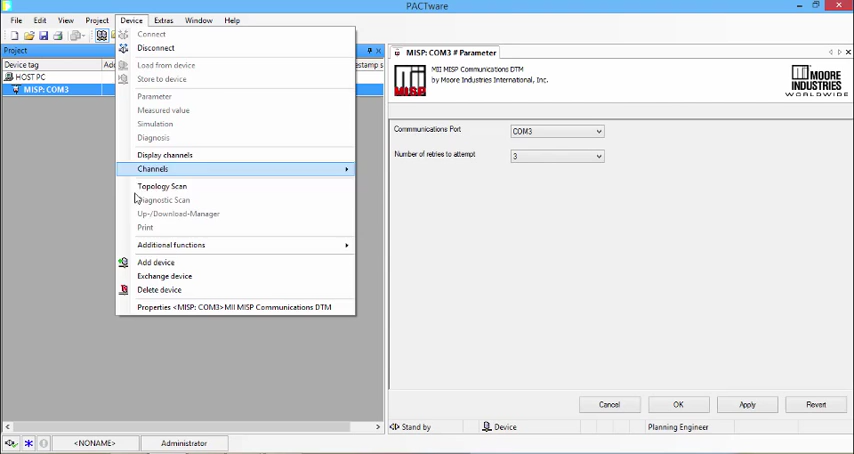 PACTware
File Edit View Project Device Extras Window Help
Project
Device tag
HOST PC
MISP: COM3
Connect
Disconnect
Load from device
Store to device
Parameter
Measured value
Simulation
Diagnosis
Display channels
Channels
Topology Scan
Diagnostic Scan
Up-/Download-Manager
Print
Additional functions
Add device
Exchange device
Delete device
Properties <MISP: COM3>MII MISP Communications DTM
MISP: COM3 # Parameter
MISP
MII MISP Communications DTM
by Moore Industries International, Inc.
MOORE
INDUSTRIES
WORLDWIDE
Commmunications Port COM3
Number of retries to attempt 3
Cancel OK Apply Revert
Stand by Device Planning Engineer
<NONAME> Administrator